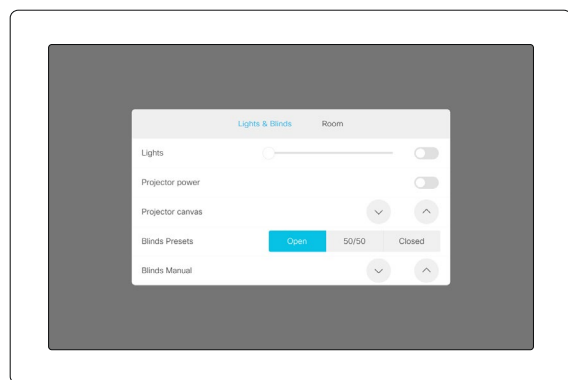 Lights & Blinds Room
Lights
Projector power
Projector canvas
Blinds Presets Open 50/50 Closed
Blinds Manual